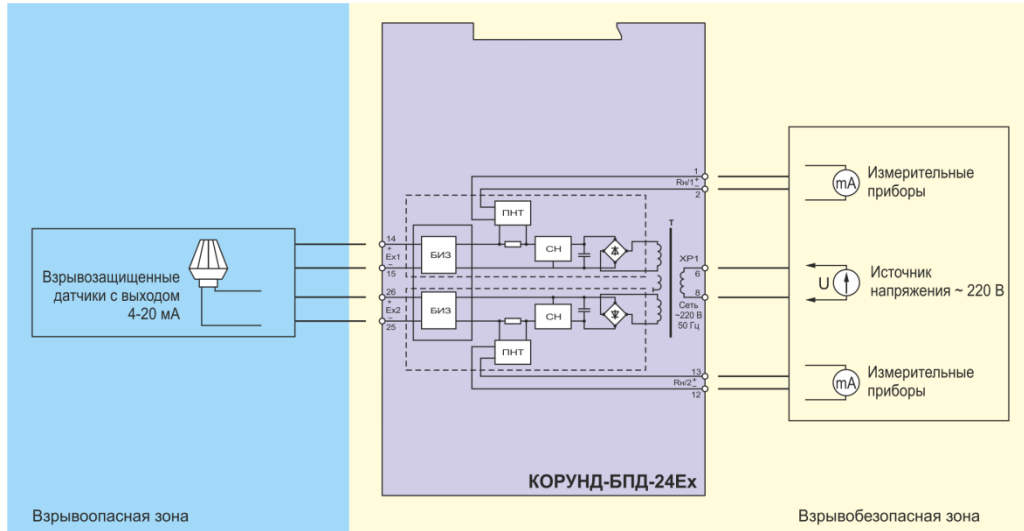 1
Rн/1 +
−
2
ПНТ
T
14
+
Ex1
−
15
БИЗ
СН
XP1
6
8
Сеть
~220 В
50 Гц
26
+
Ex2
−
25
БИЗ
СН
ПНТ
13
Rн/2 +
−
12
Взрывозащищенные
датчики с выходом
4-20 мА
mA
Измерительные
приборы
U
Источник
напряжения ~ 220 В
mA
Измерительные
приборы
КОРУНД-БПД-24Ex
Взрывоопасная зона
Взрывобезопасная зона